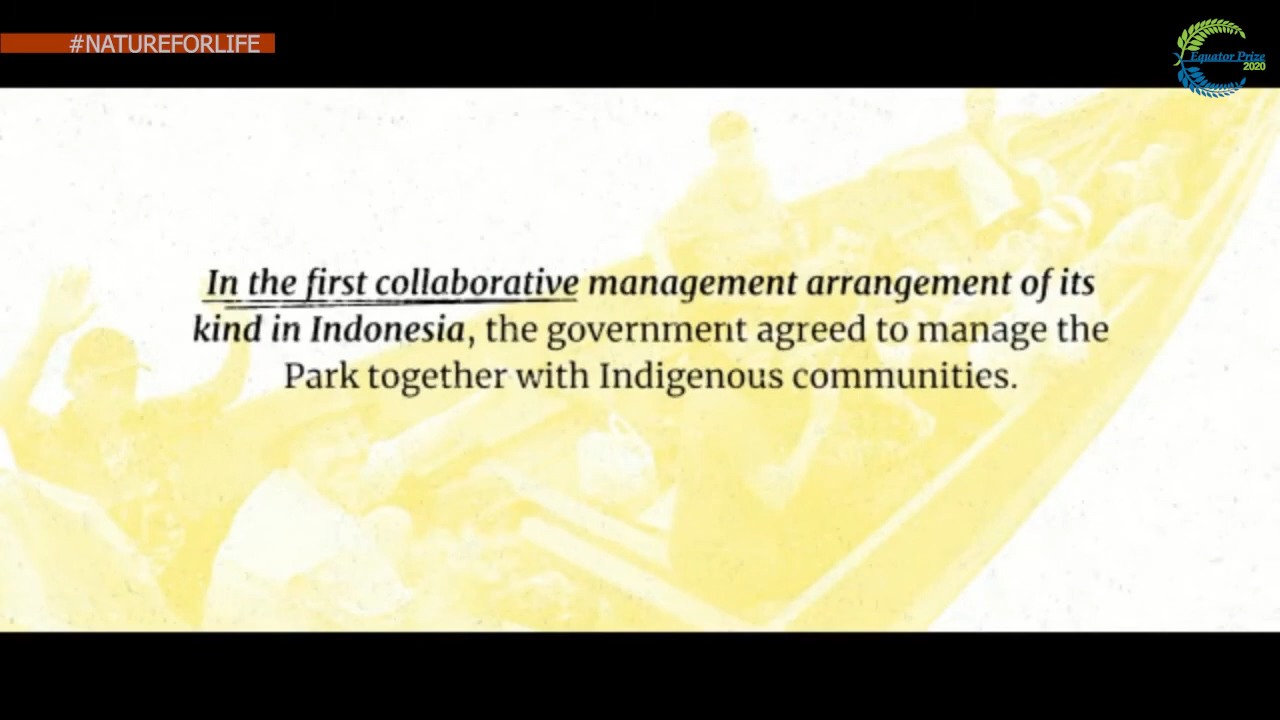 #NATUREFORLIFE
Equator Prize
2020
In the first collaborative management arrangement of its
kind in Indonesia, the government agreed to manage the
Park together with Indigenous communities.